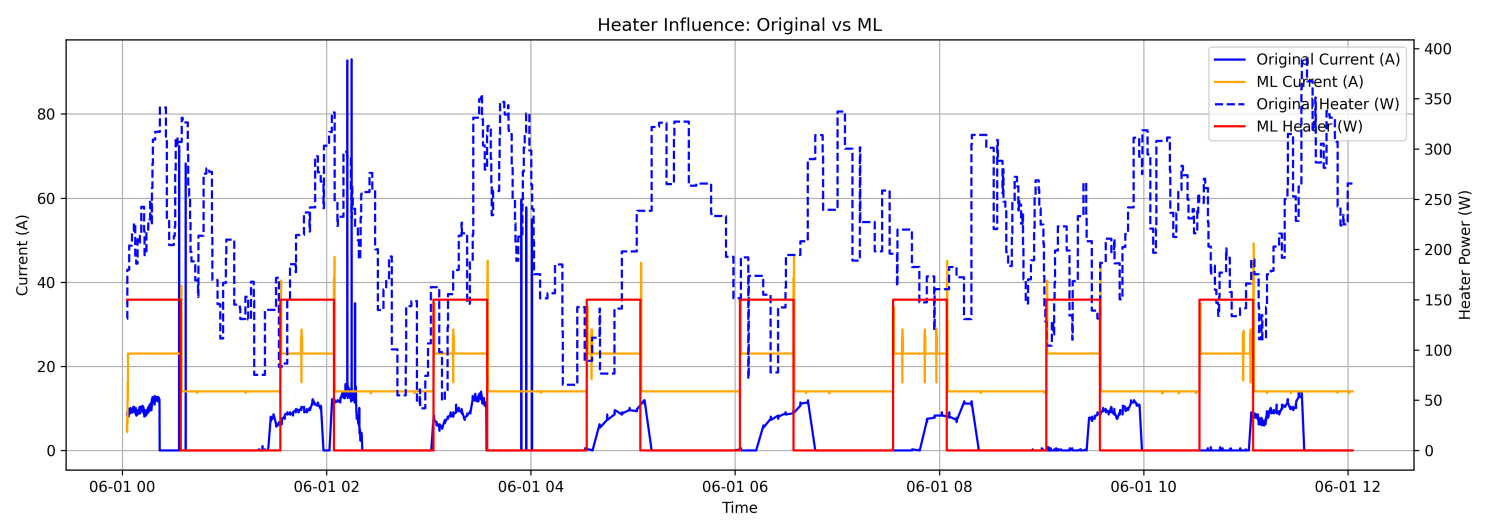 Heater Influence: Original vs ML
Current (A)
80
60
40
20
0
400
350
300
250
200
150
100
50
0
Heater Power (W)
Original Current (A)
ML Current (A)
Original Heater (W)
ML Heater (W)
06-01 00
06-01 02
06-01 04
06-01 06
06-01 08
06-01 10
06-01 12
Time